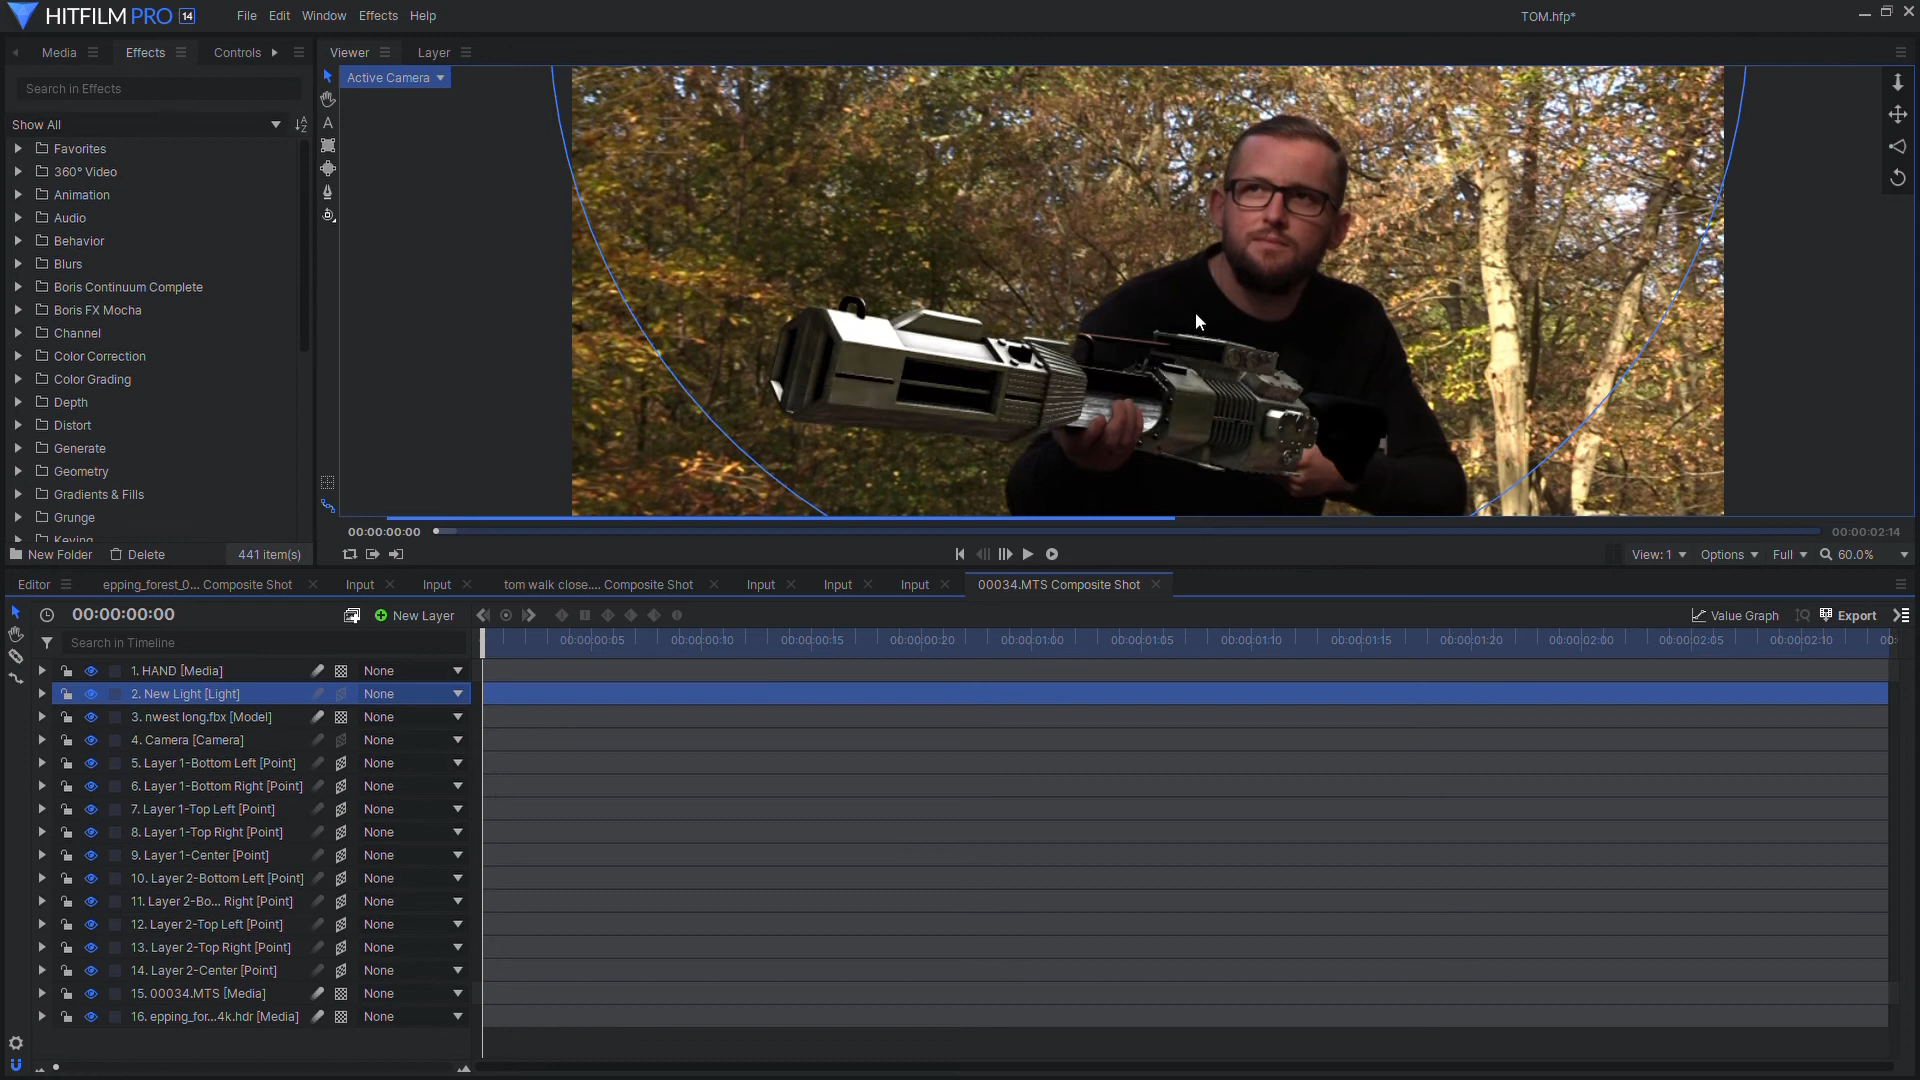 HITFILM PRO 14 File Edit Window Effects Help TOM.hfp*
Media Effects Controls Viewer Layer
Active Camera
Search in Effects
Show All
Favorites
360° Video
Animation
Audio
Behavior
Blurs
Boris Continuum Complete
Boris FX Mocha
Channel
Color Correction
Color Grading
Depth
Distort
Generate
Geometry
Gradients & Fills
Grunge
Keying
New Folder Delete 441 item(s)
00:00:00:00 00:00:02:14
View: 1 Options Full 60.0%
Editor epping_forest_0... Composite Shot Input Input tom walk close.... Composite Shot Input Input Input 00034.MTS Composite Shot
00:00:00:00 New Layer Value Graph Export
Search in Timeline 00:00:00:05 00:00:00:10 00:00:00:15 00:00:00:20 00:00:01:00 00:00:01:05 00:00:01:10 00:00:01:15 00:00:01:20 00:00:02:00 00:00:02:05 00:00:02:10 00:
1. HAND [Media] None
2. New Light [Light] None
3. nwest long.fbx [Model] None
4. Camera [Camera] None
5. Layer 1-Bottom Left [Point] None
6. Layer 1-Bottom Right [Point] None
7. Layer 1-Top Left [Point] None
8. Layer 1-Top Right [Point] None
9. Layer 1-Center [Point] None
10. Layer 2-Bottom Left [Point] None
11. Layer 2-Bo... Right [Point] None
12. Layer 2-Top Left [Point] None
13. Layer 2-Top Right [Point] None
14. Layer 2-Center [Point] None
15. 00034.MTS [Media] None
16. epping_for...4k.hdr [Media] None